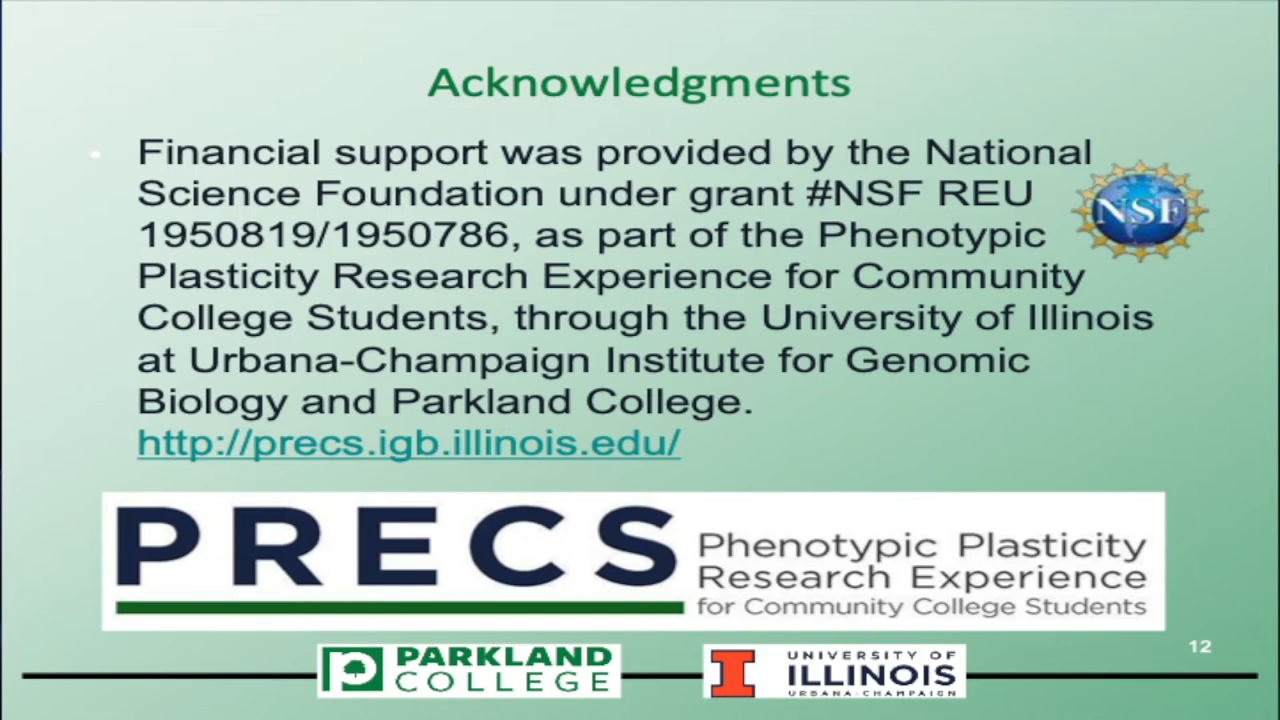 Acknowledgments
• Financial support was provided by the National
Science Foundation under grant #NSF REU
1950819/1950786, as part of the Phenotypic
Plasticity Research Experience for Community
College Students, through the University of Illinois
at Urbana-Champaign Institute for Genomic
Biology and Parkland College.
http://precs.igb.illinois.edu/
NSF
PRECS
Phenotypic Plasticity
Research Experience
for Community College Students
PARKLAND
COLLEGE
UNIVERSITY OF
ILLINOIS
URBANA-CHAMPAIGN
12